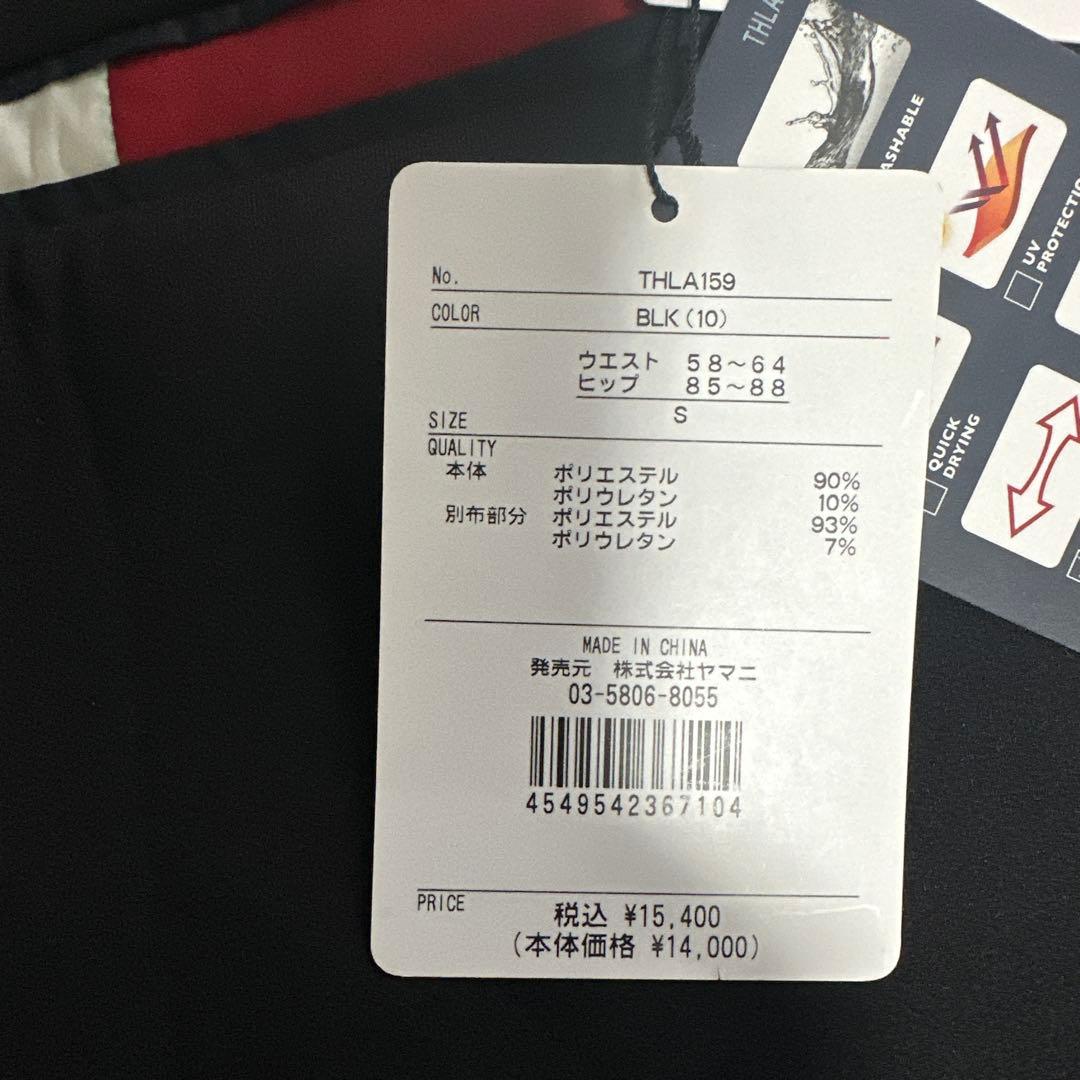 THLA
ASHABLE
UV
PROTECTIO
QUICK
DRYING
No. THLA159
COLOR BLK(10)
ウエスト 58〜64
ヒップ 85〜88
SIZE S
QUALITY
本体 ポリエステル 90%
ポリウレタン 10%
別布部分 ポリエステル 93%
ポリウレタン 7%
MADE IN CHINA
発売元 株式会社ヤマニ
03-5806-8055
4549542367104
PRICE 税込 ¥15,400
(本体価格 ¥14,000)